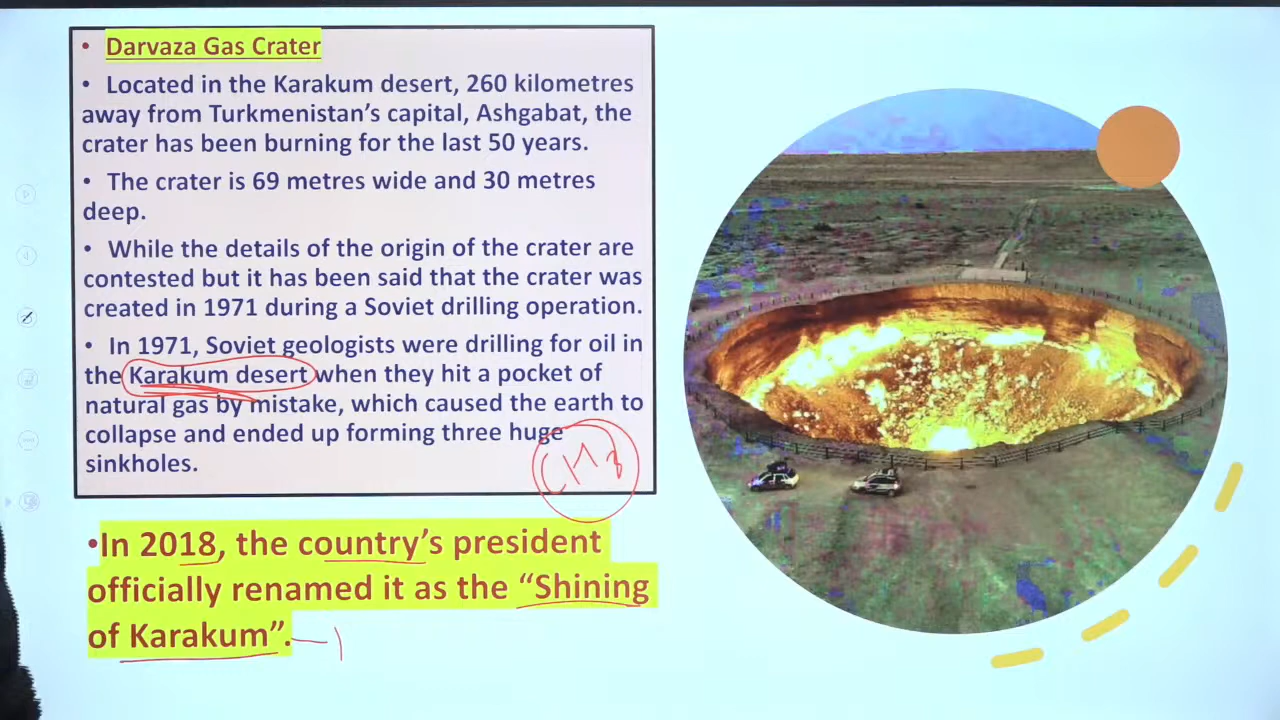 • Darvaza Gas Crater
• Located in the Karakum desert, 260 kilometres
away from Turkmenistan's capital, Ashgabat, the
crater has been burning for the last 50 years.
• The crater is 69 metres wide and 30 metres
deep.
• While the details of the origin of the crater are
contested but it has been said that the crater was
created in 1971 during a Soviet drilling operation.
• In 1971, Soviet geologists were drilling for oil in
the Karakum desert when they hit a pocket of
natural gas by mistake, which caused the earth to
collapse and ended up forming three huge
sinkholes.
•In 2018, the country's president
officially renamed it as the “Shining
of Karakum”.